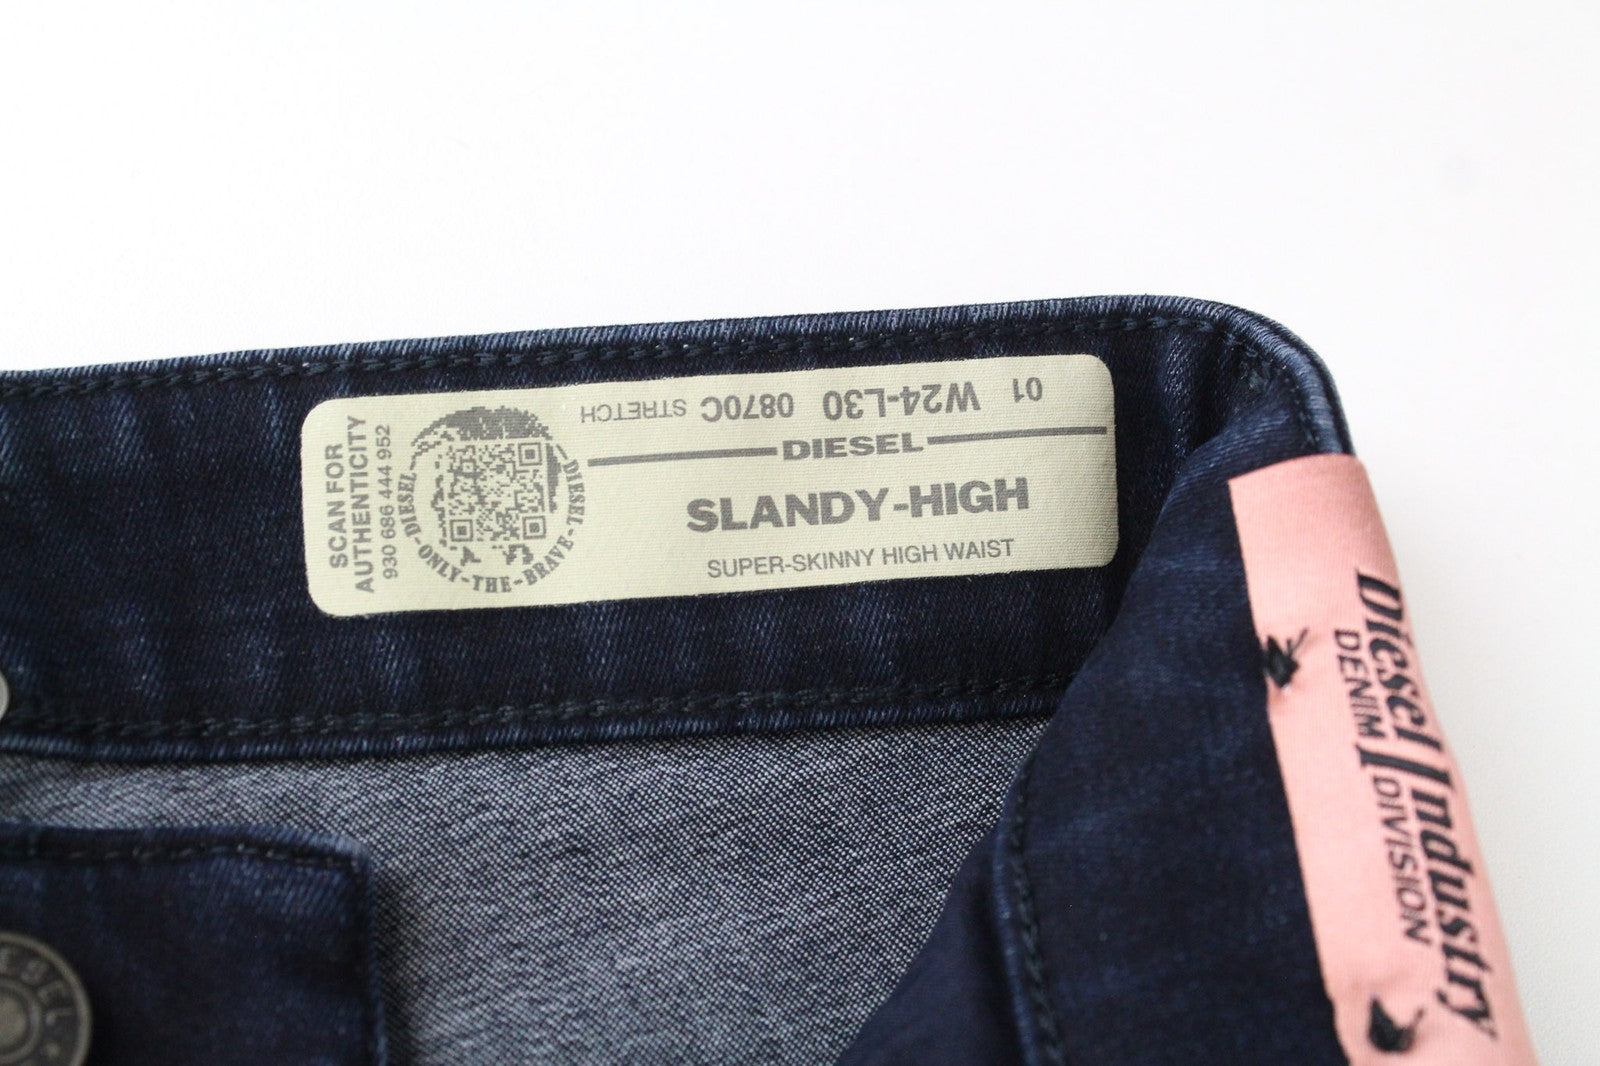 SCAN FOR
AUTHENTICITY
930 686 444 952
DIESEL-ONLY-THE-BRAVE-DIESEL
01 W24-L30 0870C STRETCH
DIESEL
SLANDY-HIGH
SUPER-SKINNY HIGH WAIST
Diesel Industry
DENIM DIVISION